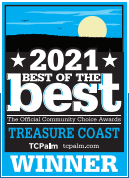 ★ 2021 ★
BEST OF THE
best
The Official Community Choice Awards
TREASURE COAST
TCPalm tcpalm.com
WINNER